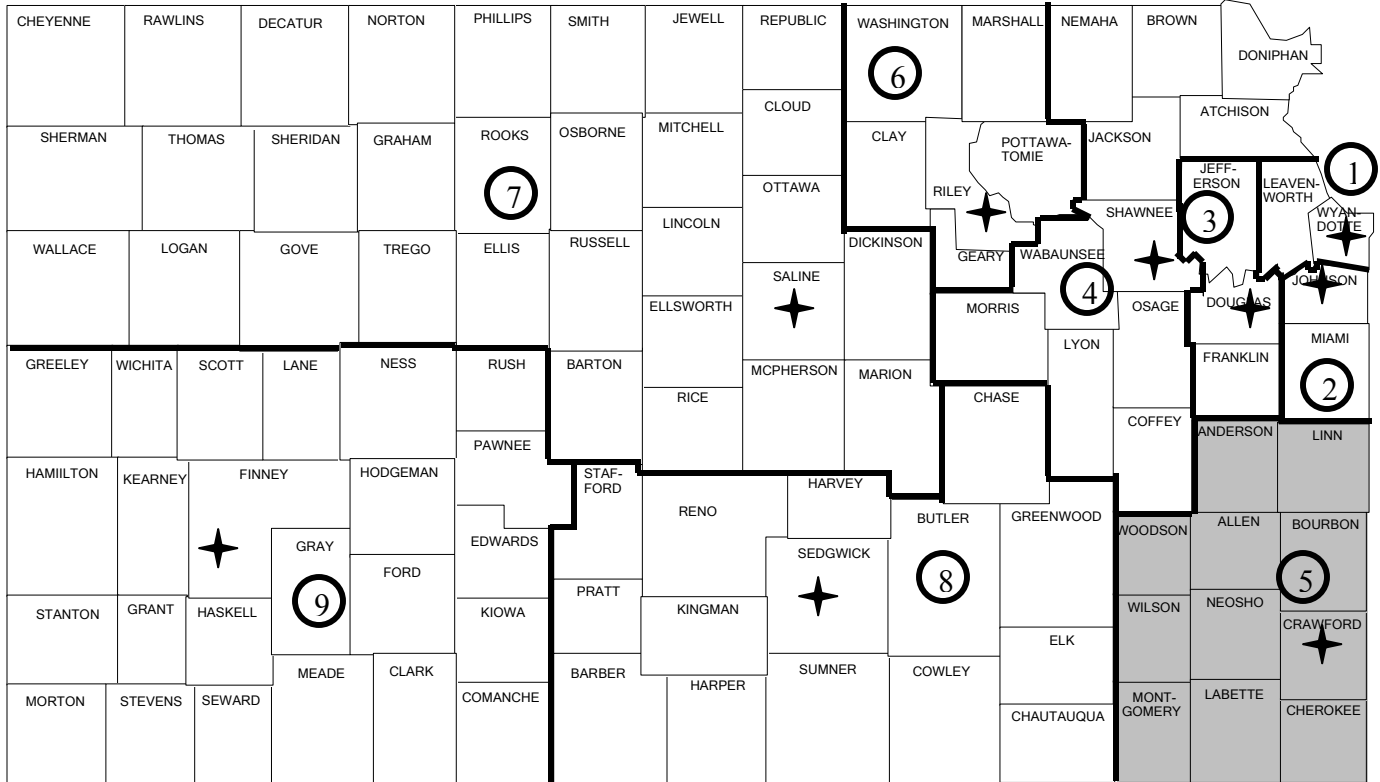 CHEYENNE
RAWLINS
DECATUR
NORTON
PHILLIPS
SMITH
JEWELL
REPUBLIC
WASHINGTON
MARSHALL
NEMAHA
BROWN
DONIPHAN
6
CLOUD
ATCHISON
SHERMAN
THOMAS
SHERIDAN
GRAHAM
ROOKS
OSBORNE
MITCHELL
CLAY
POTTAWA-
TOMIE
JACKSON
7
OTTAWA
RILEY
JEFF-
ERSON
LEAVEN-
WORTH
1
3
SHAWNEE
WYAN-
DOTTE
LINCOLN
WALLACE
LOGAN
GOVE
TREGO
ELLIS
RUSSELL
DICKINSON
GEARY
WABAUNSEE
SALINE
4
JOHNSON
ELLSWORTH
MORRIS
OSAGE
DOUGLAS
LYON
FRANKLIN
MIAMI
GREELEY
WICHITA
SCOTT
LANE
NESS
RUSH
BARTON
MCPHERSON
MARION
2
RICE
CHASE
COFFEY
ANDERSON
LINN
PAWNEE
HAMIILTON
KEARNEY
FINNEY
HODGEMAN
STAF-
FORD
HARVEY
RENO
BUTLER
GREENWOOD
WOODSON
ALLEN
BOURBON
GRAY
EDWARDS
SEDGWICK
FORD
8
5
PRATT
9
STANTON
GRANT
HASKELL
KIOWA
KINGMAN
WILSON
NEOSHO
CRAWFORD
ELK
MEADE
CLARK
BARBER
HARPER
SUMNER
COWLEY
MORTON
STEVENS
SEWARD
COMANCHE
CHAUTAUQUA
MONT-
GOMERY
LABETTE
CHEROKEE